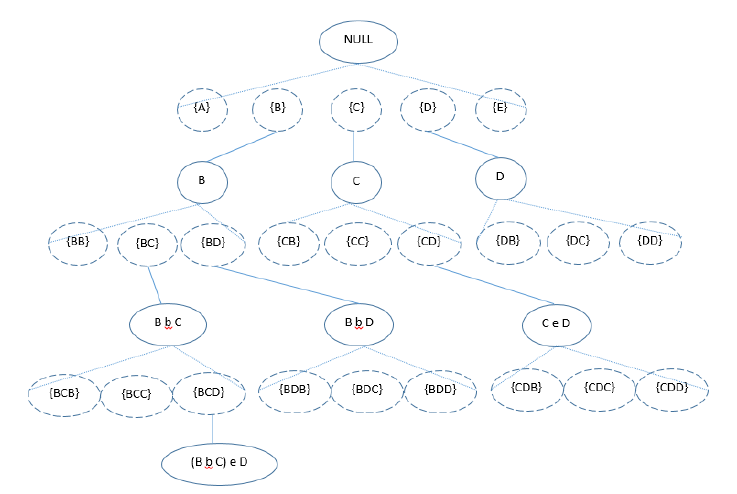 NULL
{A} {B} {C} {D} {E}
B C D
{BB} {BC} {BD} {CB} {CC} {CD} {DB} {DC} {DD}
B b C B b D C e D
{BCB} {BCC} {BCD} {BDB} {BDC} {BDD} {CDB} {CDC} {CDD}
(B b C) e D